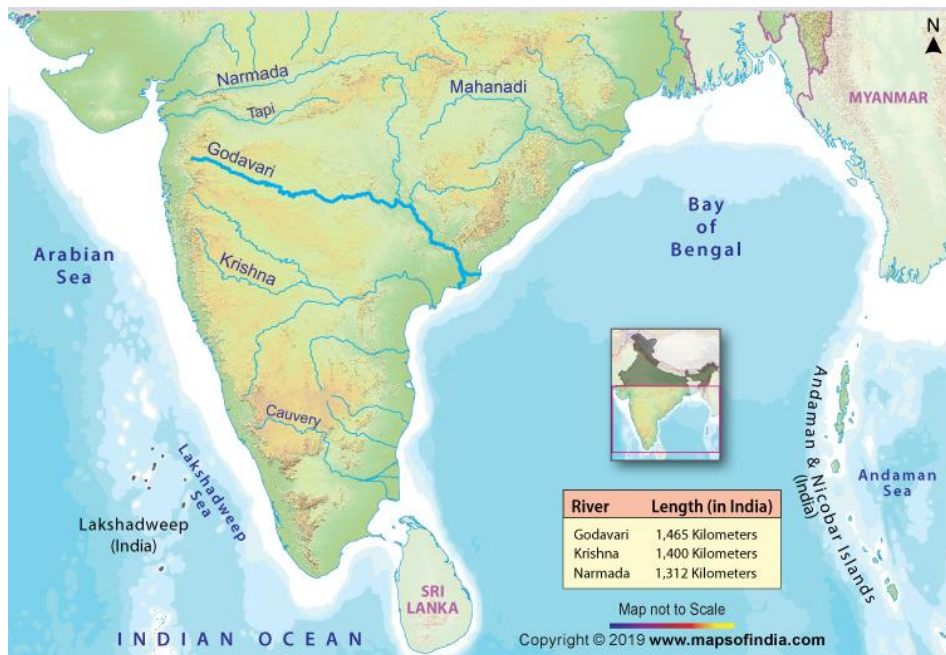 N
Narmada
Mahanadi
Tapi
MYANMAR
Godavari
Bay
of
Bengal
Arabian
Sea
Krishna
Cauvery
Lakshadweep
Sea
Lakshadweep
(India)
Andaman & Nicobar Islands
(India)
Andaman
Sea
River Length (in India)
Godavari 1,465 Kilometers
Krishna 1,400 Kilometers
Narmada 1,312 Kilometers
SRI
LANKA
Map not to Scale
INDIAN OCEAN
Copyright © 2019 www.mapsofindia.com